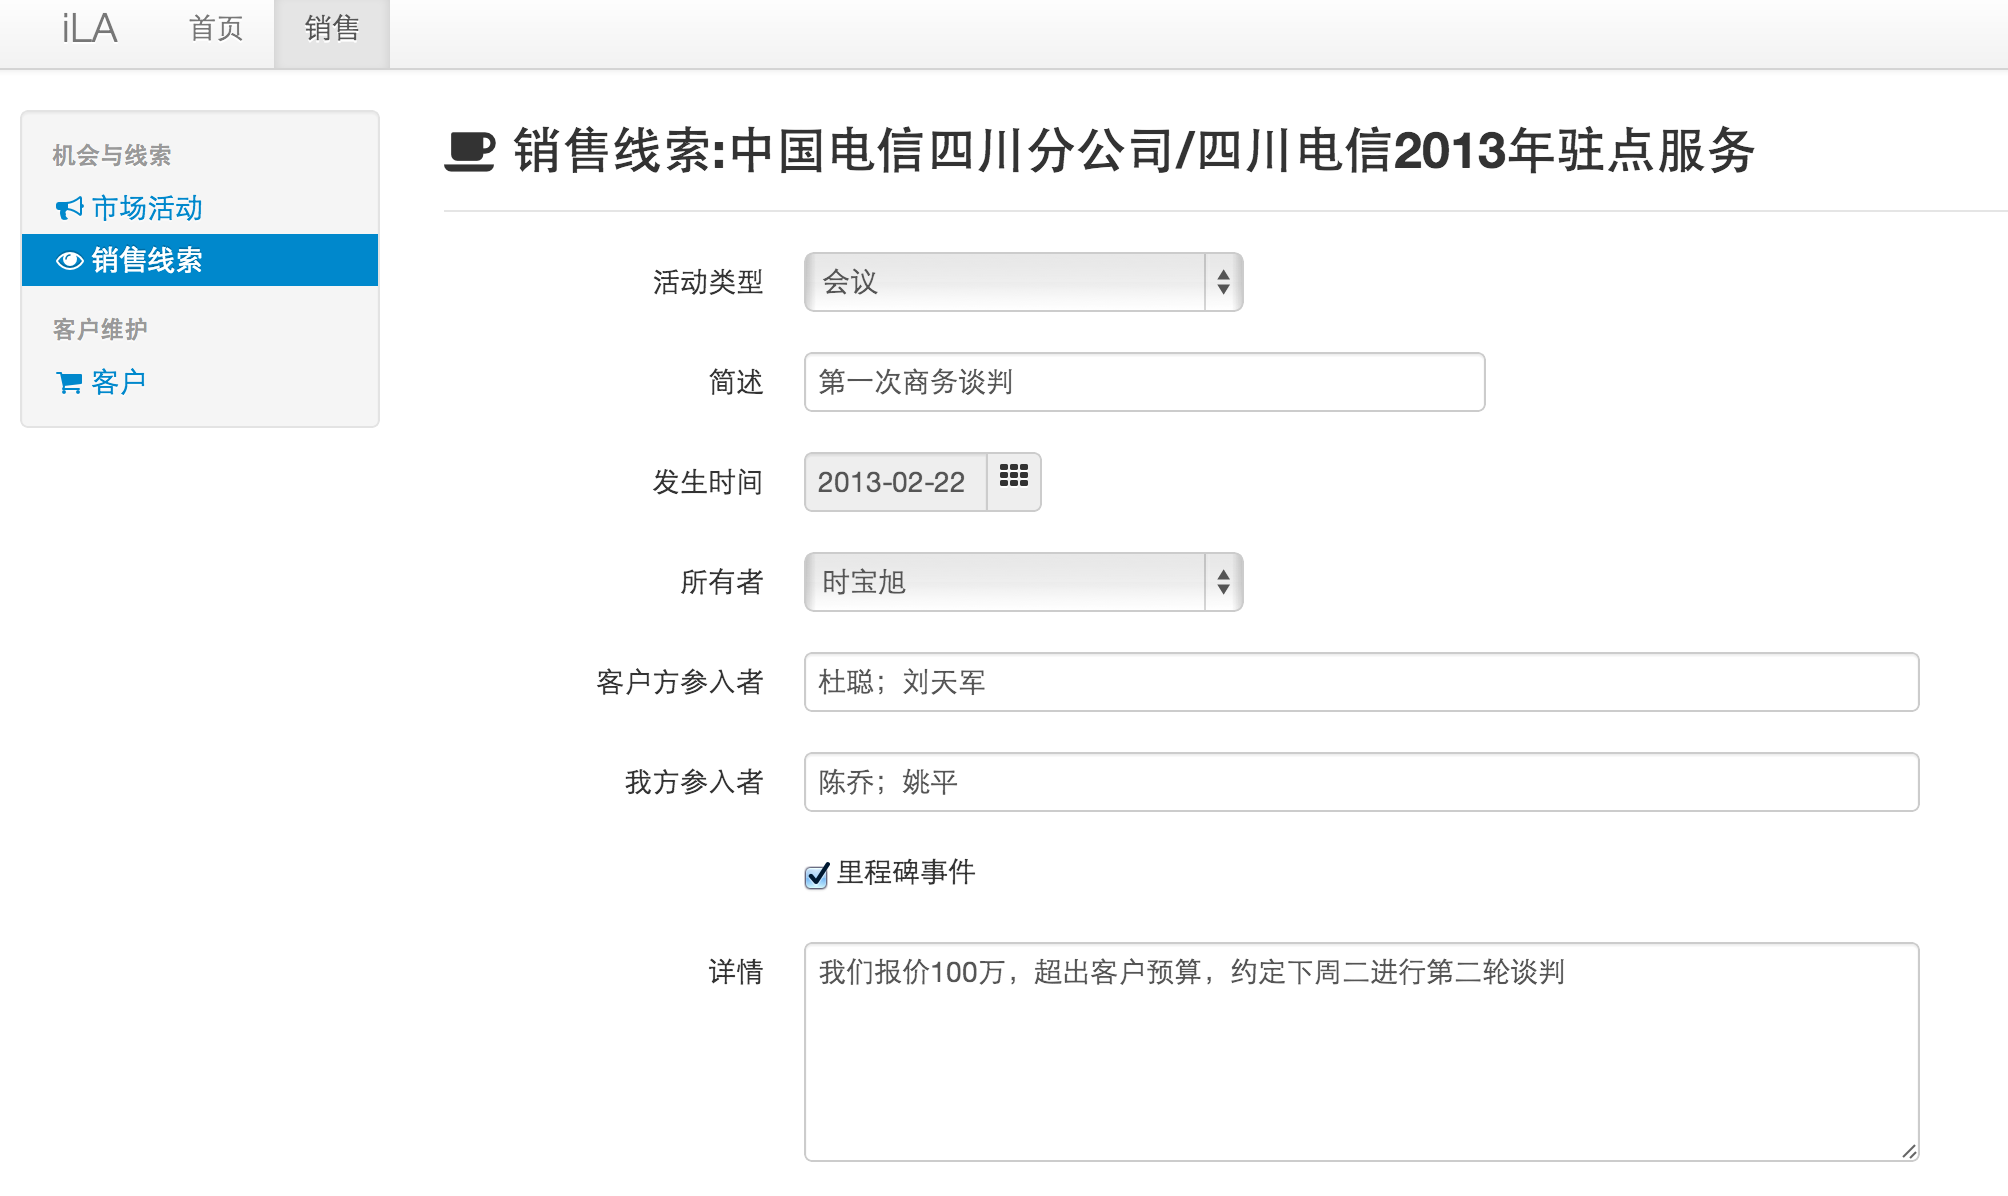 iLA 首页 销售
机会与线索
市场活动
销售线索
客户维护
客户
销售线索:中国电信四川分公司/四川电信2013年驻点服务
活动类型 会议
简述 第一次商务谈判
发生时间 2013-02-22
所有者 时宝旭
客户方参入者 杜聪；刘天军
我方参入者 陈乔；姚平
里程碑事件
详情 我们报价100万，超出客户预算，约定下周二进行第二轮谈判